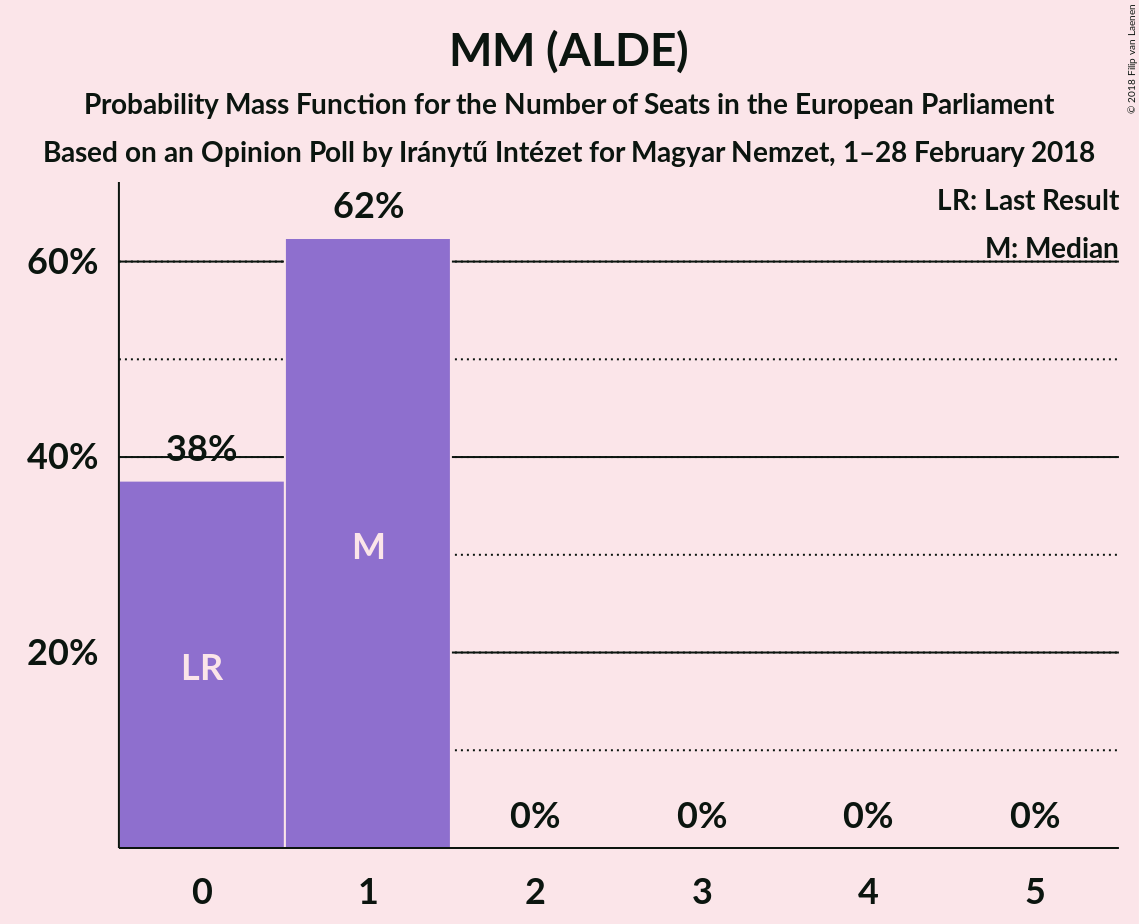 MM (ALDE)
Probability Mass Function for the Number of Seats in the European Parliament
Based on an Opinion Poll by Iránytű Intézet for Magyar Nemzet, 1–28 February 2018
© 2018 Filip van Laenen
LR: Last Result
M: Median
62%
60%
40%
38%
20%
M
LR
0% 0% 0% 0%
0 1 2 3 4 5